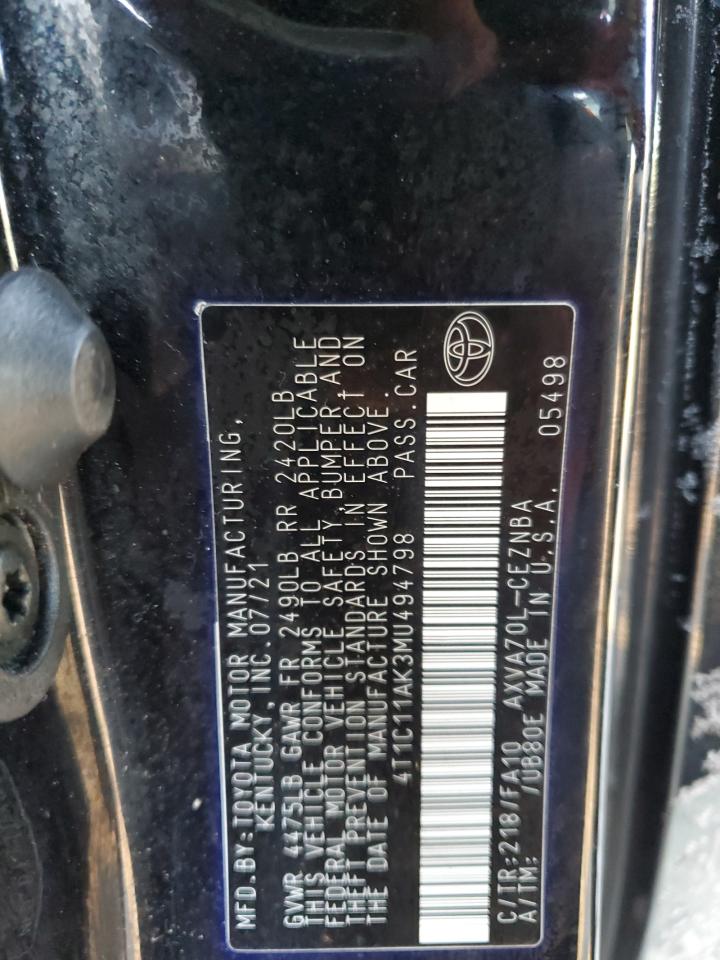 MFD.BY:TOYOTA MOTOR MANUFACTURING,
KENTUCKY, INC.07/21
GVWR 4475LB GAWR FR 2490LB RR 2420LB
THIS VEHICLE CONFORMS TO ALL APPLICABLE
FEDERAL MOTOR VEHICLE SAFETY, BUMPER AND
THEFT PREVENTION STANDARDS IN EFFECT ON
THE DATE OF MANUFACTURE SHOWN ABOVE.
4T1C11AK3MU494798 PASS.CAR
C/TR:218/FA10 AXVA70L-CEZNBA
A/TM: /UB80E MADE IN U.S.A. 05498